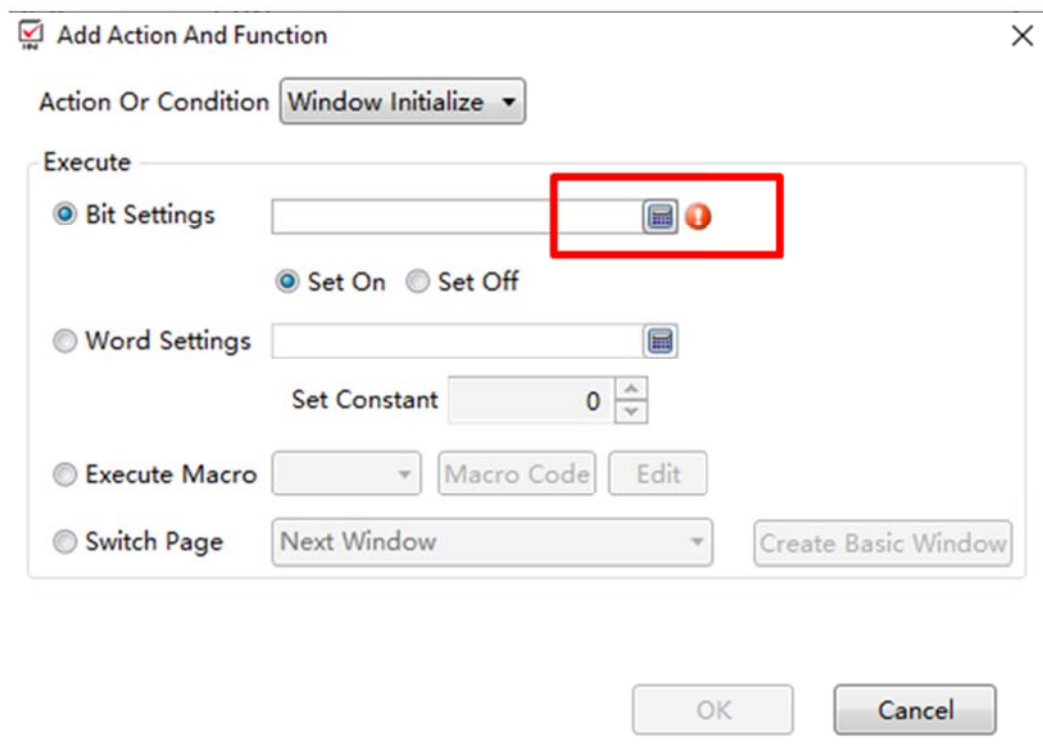 Add Action And Function
Action Or Condition Window Initialize
Execute
Bit Settings
Set On Set Off
Word Settings
Set Constant 0
Execute Macro Macro Code Edit
Switch Page Next Window Create Basic Window
OK Cancel